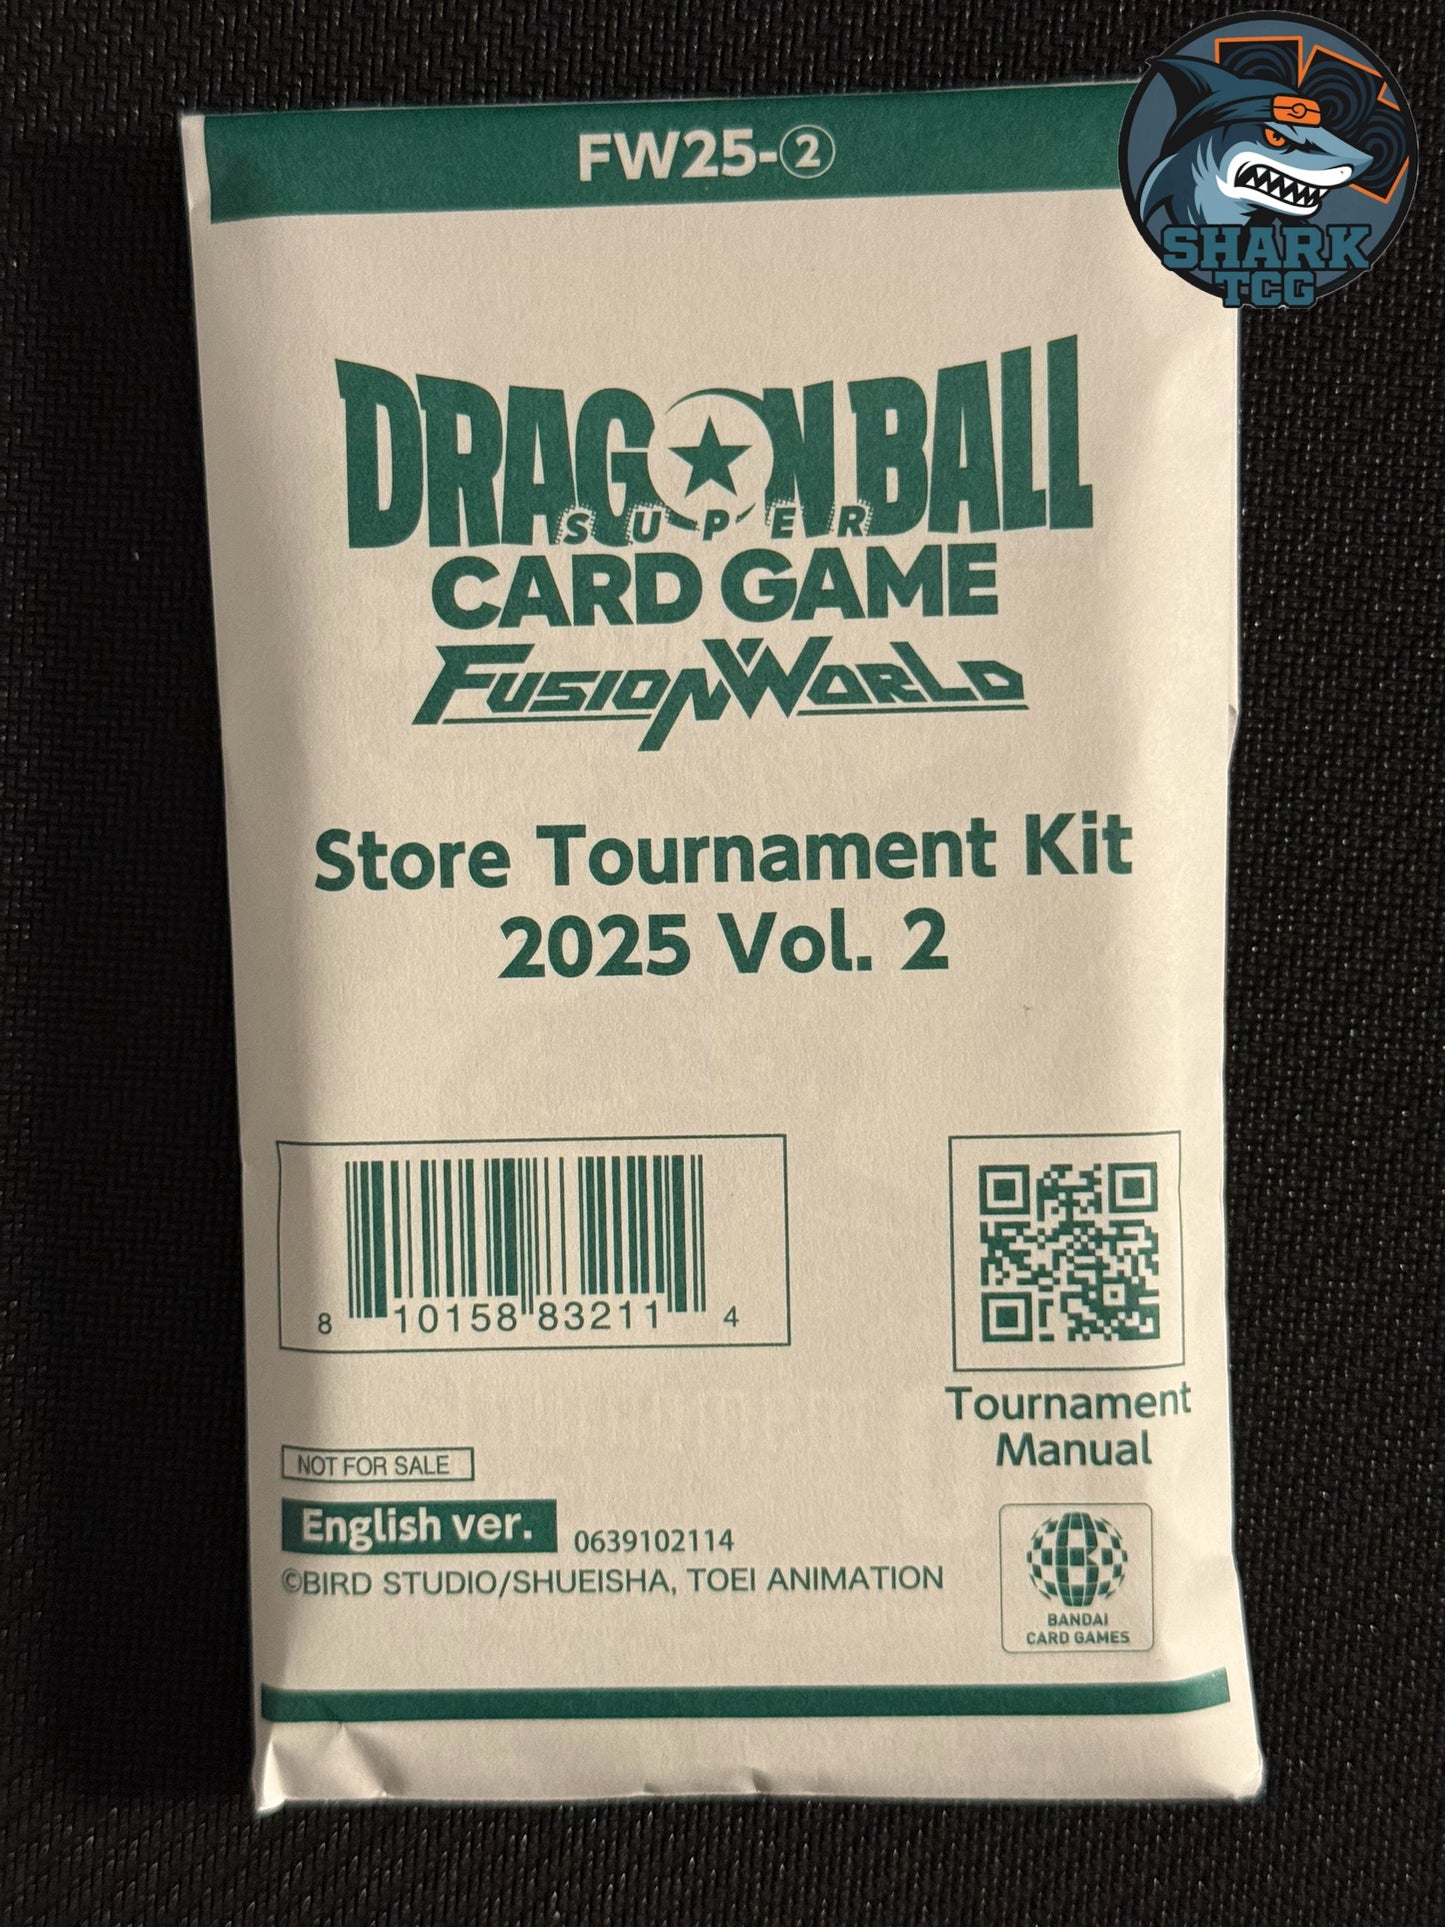 FW25-②
SHARK
TCG
DRAGON BALL
SUPER
CARD GAME
FUSION WORLD
Store Tournament Kit
2025 Vol. 2
8 10158 83211 4
Tournament
Manual
NOT FOR SALE
English ver. 0639102114
©BIRD STUDIO/SHUEISHA, TOEI ANIMATION
BANDAI
CARD GAMES